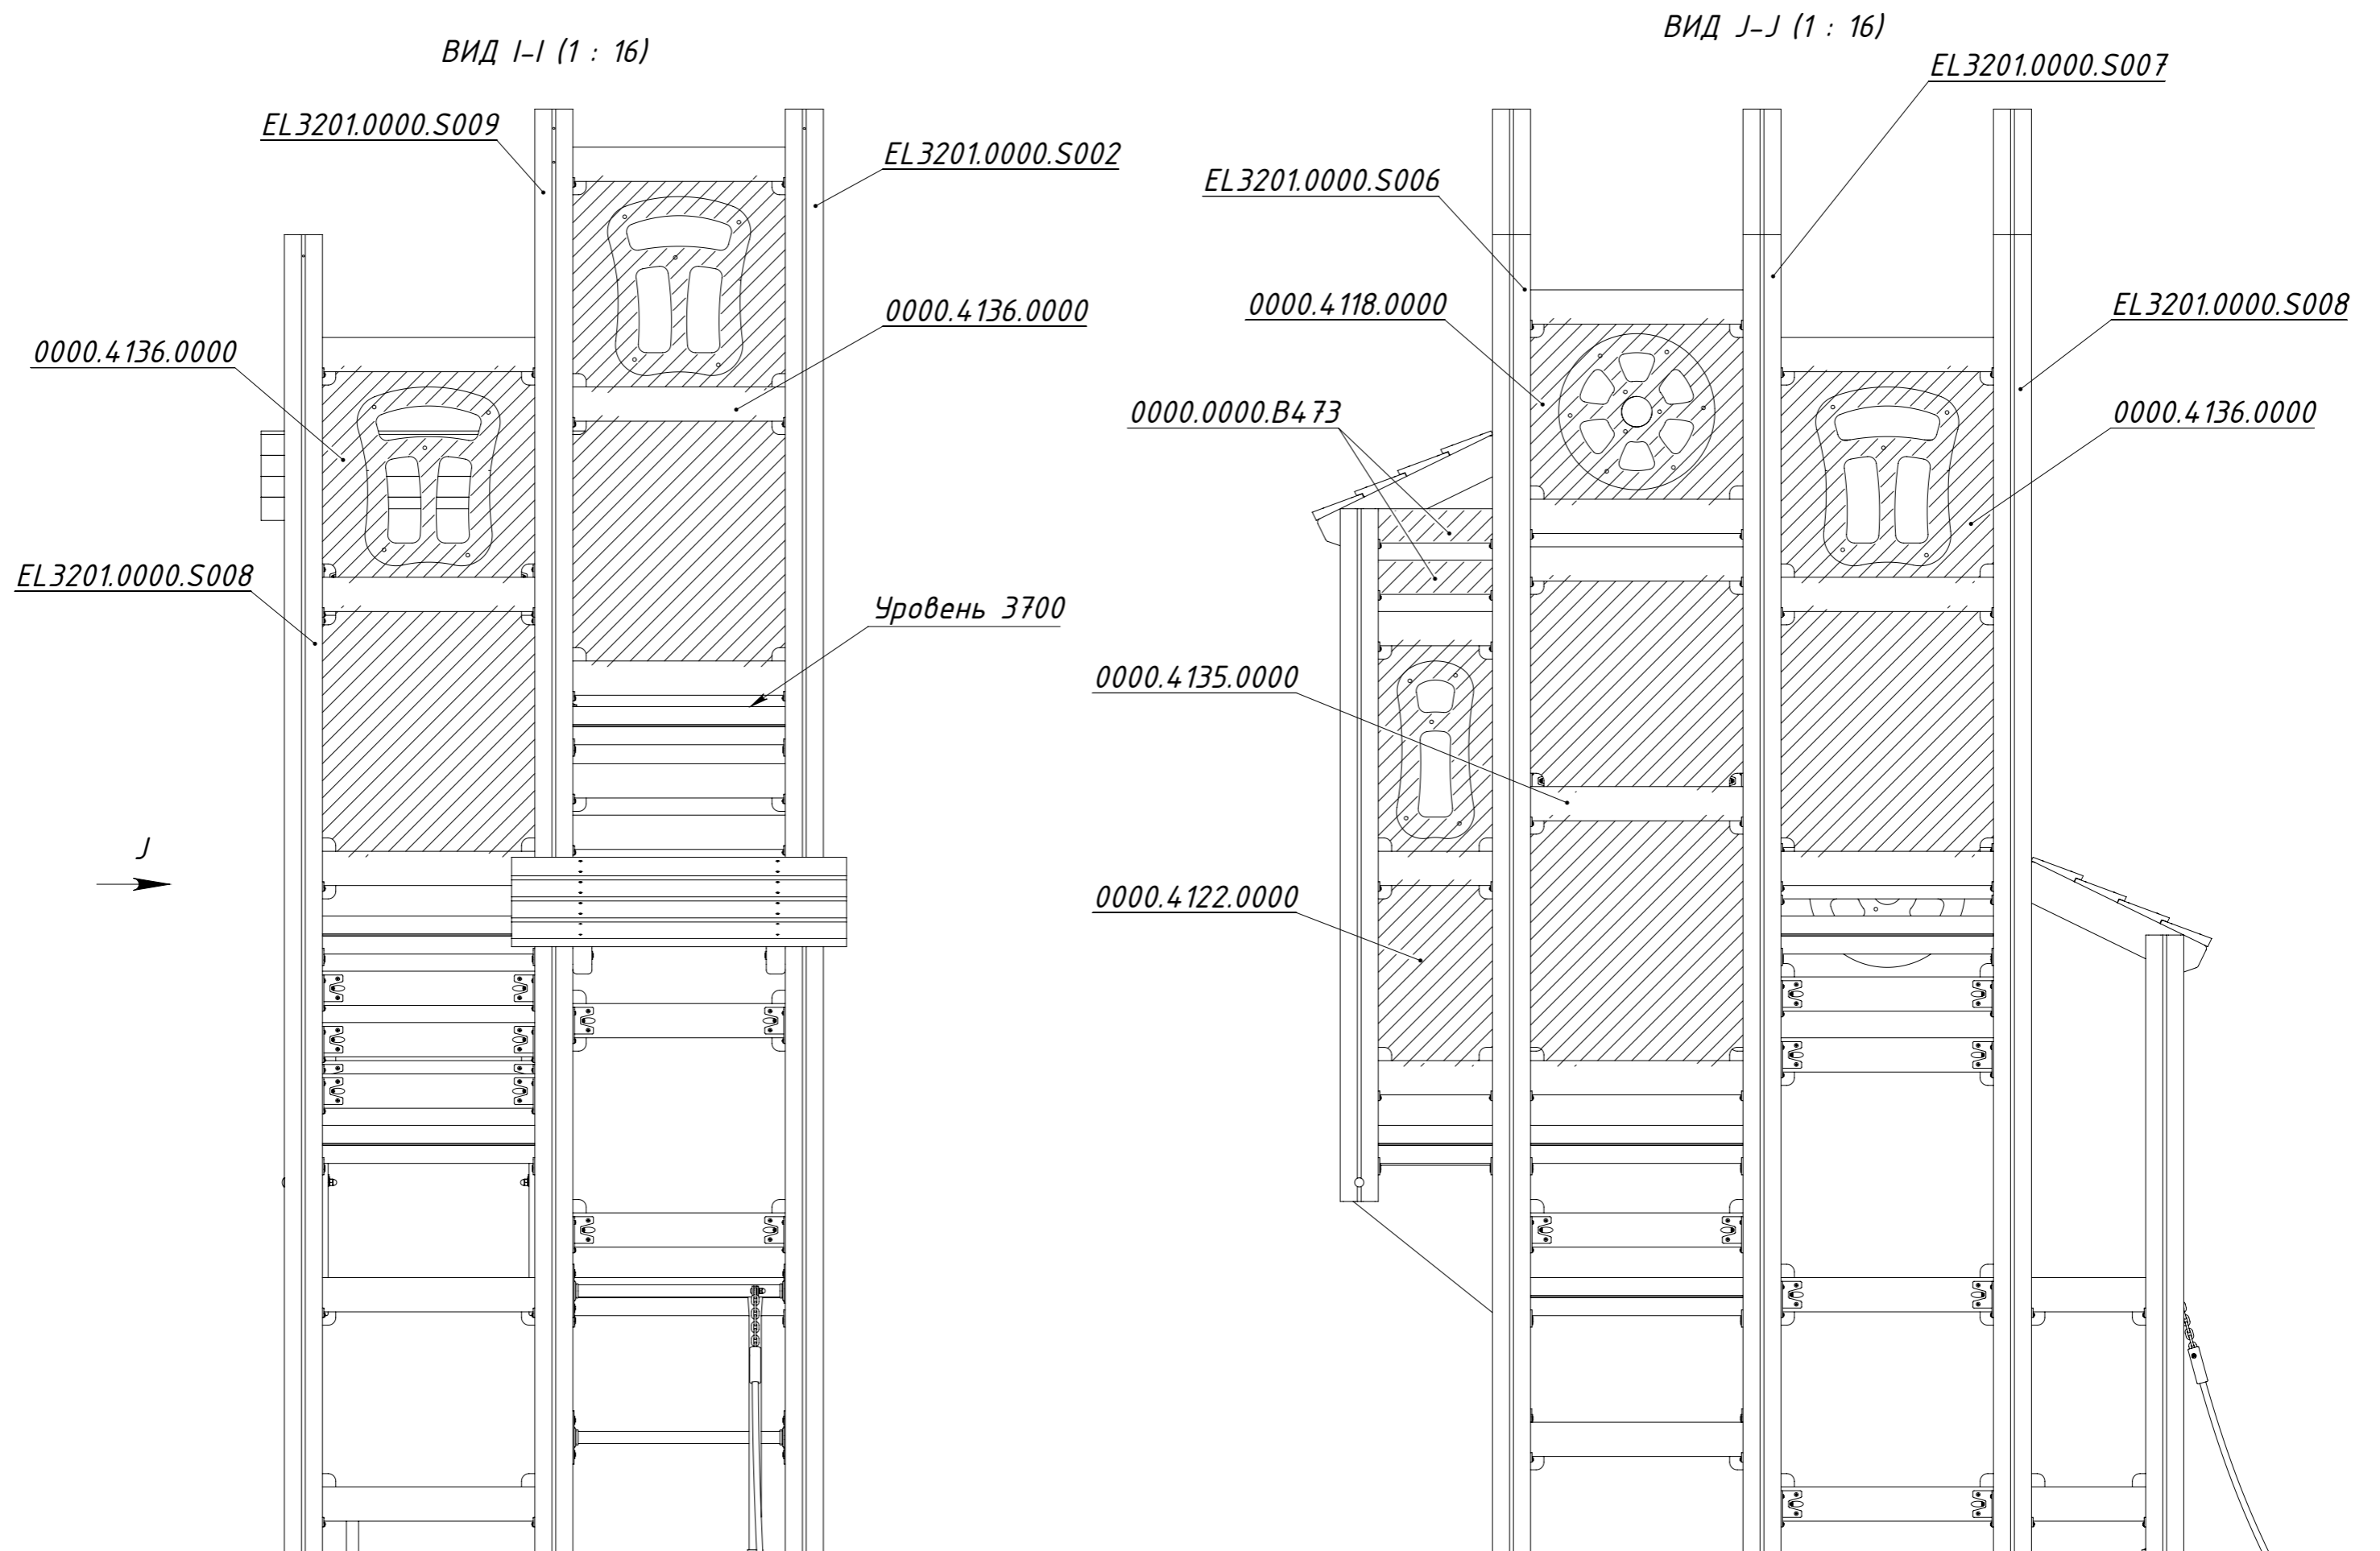 ВИД I-I (1 : 16)
EL3201.0000.S009
EL3201.0000.S002
0000.4136.0000
0000.4136.0000
EL3201.0000.S008
Уровень 3700
J
ВИД J-J (1 : 16)
EL3201.0000.S007
EL3201.0000.S006
0000.4118.0000
EL3201.0000.S008
0000.0000.B473
0000.4136.0000
0000.4135.0000
0000.4122.0000